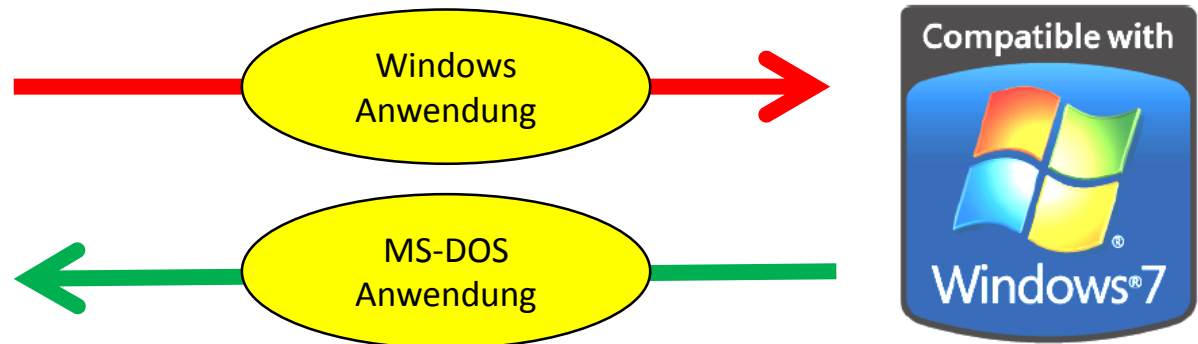 Windows
Anwendung
MS-DOS
Anwendung
Compatible with
®
Windows®7